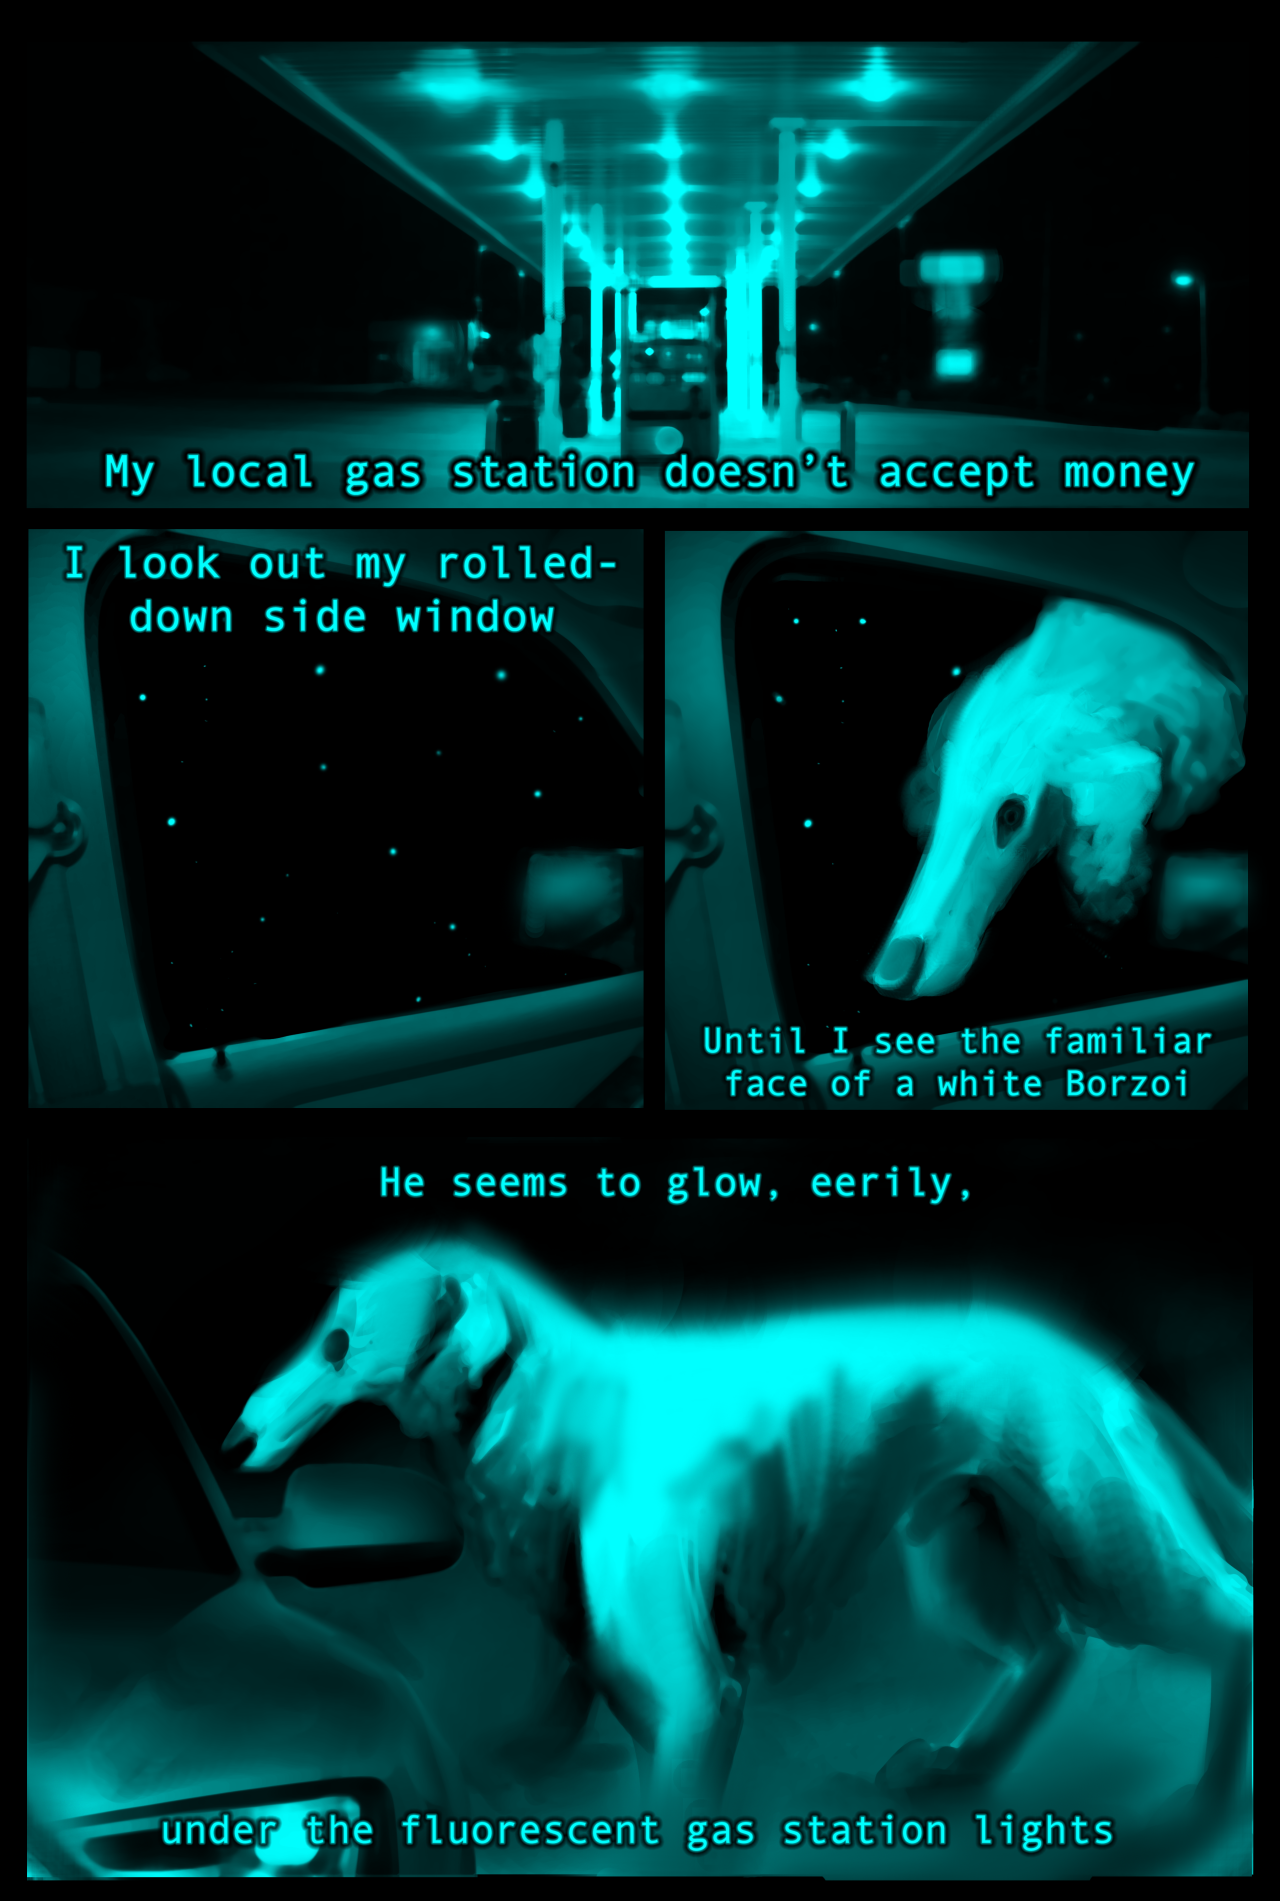 My local gas station doesn’t accept money
I look out my rolled-
down side window
Until I see the familiar
face of a white Borzoi
He seems to glow, eerily,
under the fluorescent gas station lights